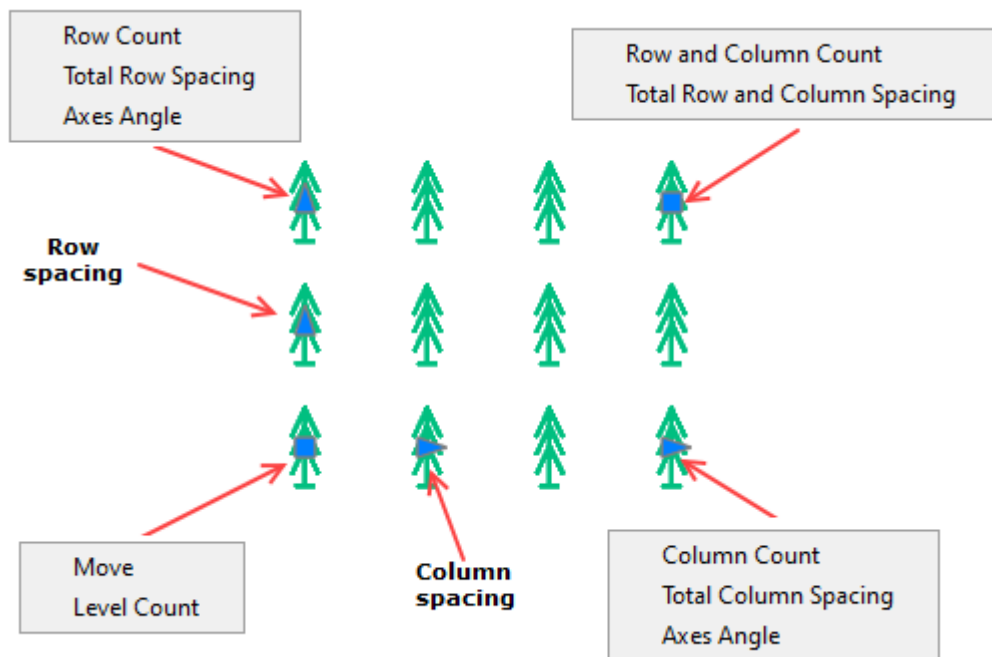 Row Count
Total Row Spacing
Axes Angle
Row and Column Count
Total Row and Column Spacing
Row
spacing
Move
Level Count
Column
spacing
Column Count
Total Column Spacing
Axes Angle